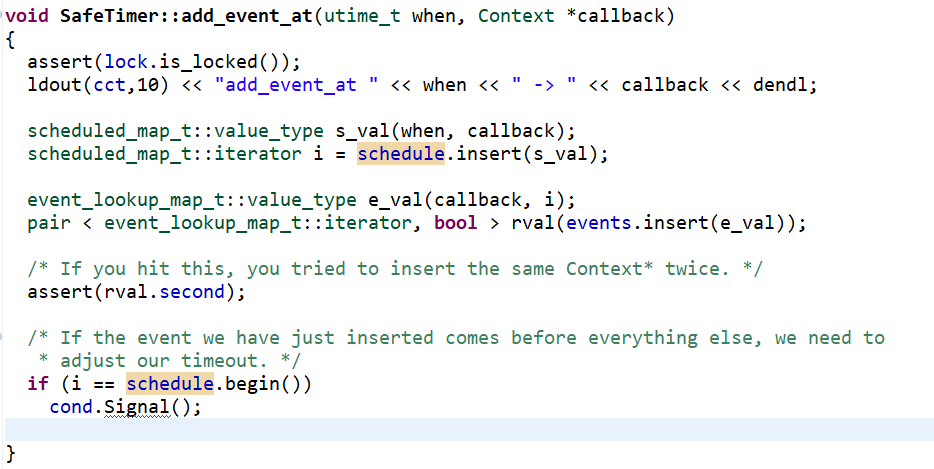 void SafeTimer::add_event_at(utime_t when, Context *callback)
{
  assert(lock.is_locked());
  ldout(cct,10) << "add_event_at " << when << " -> " << callback << dendl;

  scheduled_map_t::value_type s_val(when, callback);
  scheduled_map_t::iterator i = schedule.insert(s_val);

  event_lookup_map_t::value_type e_val(callback, i);
  pair < event_lookup_map_t::iterator, bool > rval(events.insert(e_val));

  /* If you hit this, you tried to insert the same Context* twice. */
  assert(rval.second);

  /* If the event we have just inserted comes before everything else, we need to
   * adjust our timeout. */
  if (i == schedule.begin())
    cond.Signal();

}